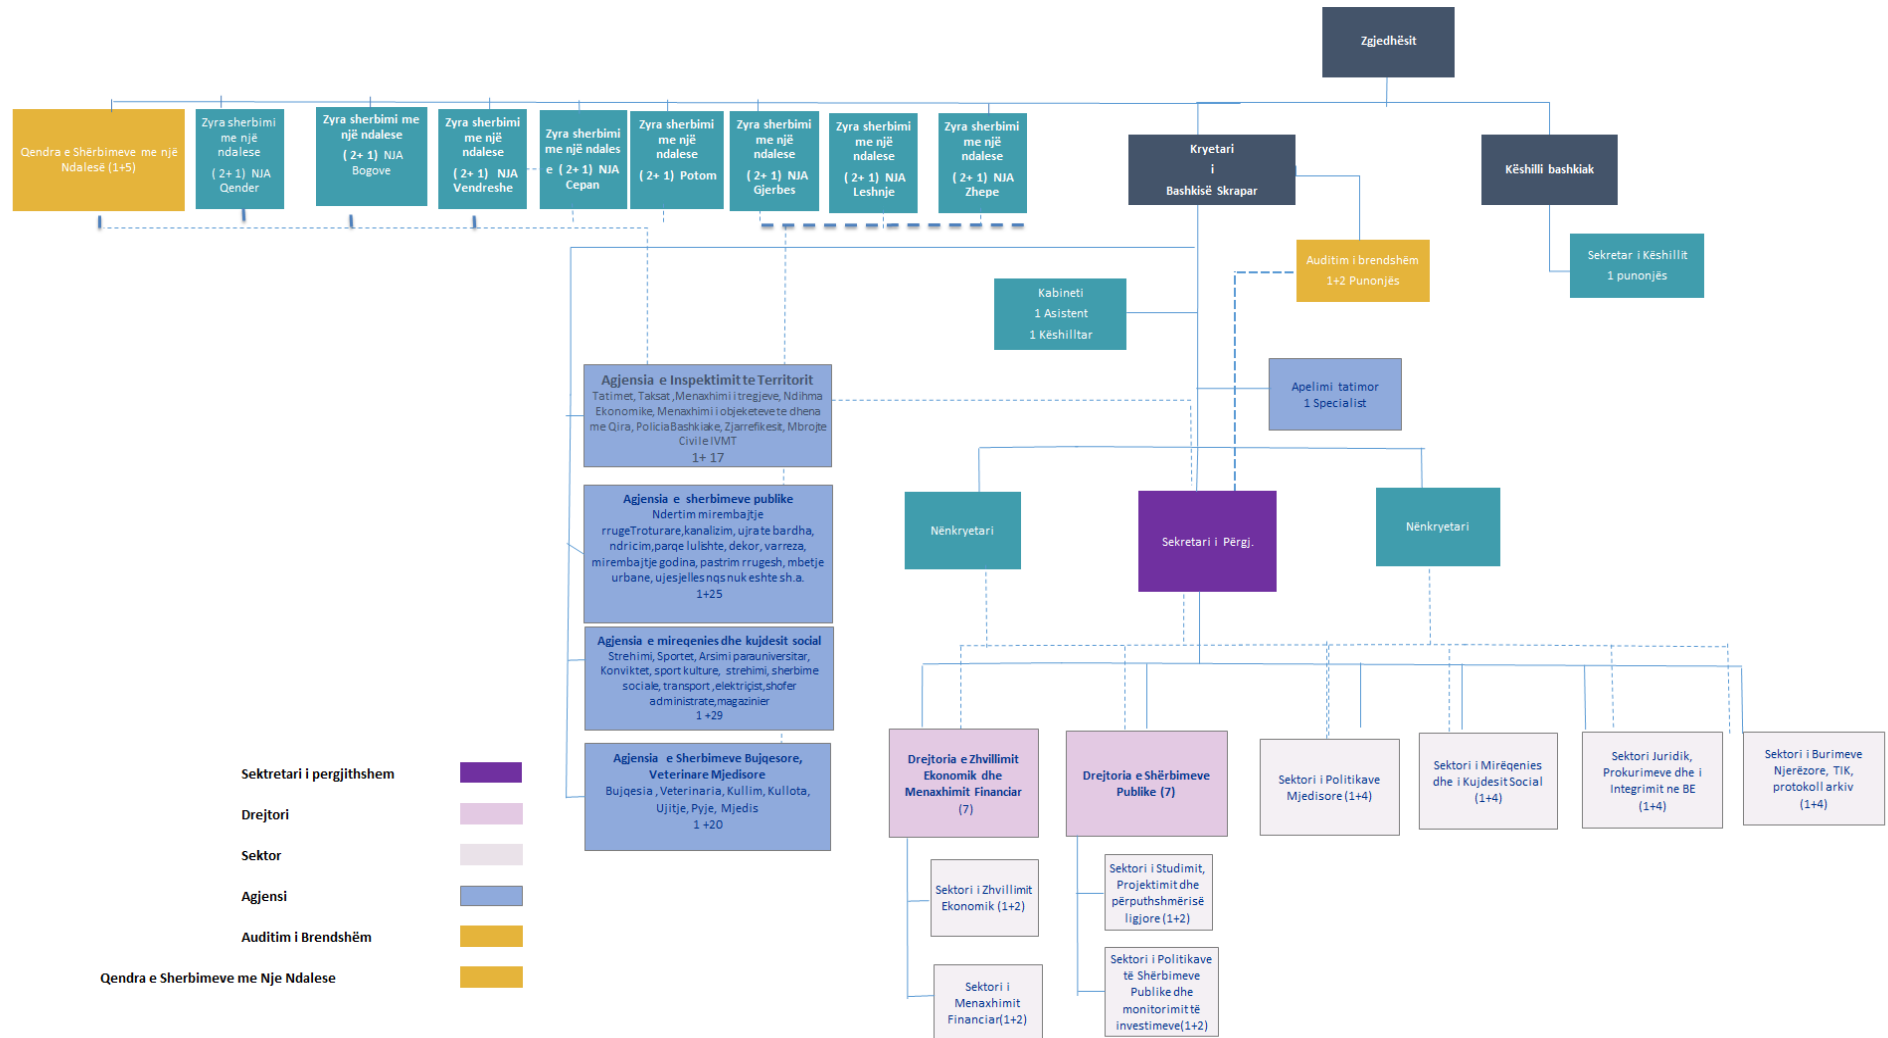 Zgjedhësit
Qendra e Shërbimeve me një
Ndalesë (1+5)
Zyra sherbimi
me një
ndalese
( 2+ 1) NJA
Qender
Zyra sherbimi me
një ndalese
( 2+ 1) NJA
Bogove
Zyra sherbimi
me një
ndalese
( 2+ 1) NJA
Vendreshe
Zyra sherbimi
me një ndales
e ( 2+ 1) NJA
Cepan
Zyra sherbimi
me një
ndalese
( 2+ 1) Potom
Zyra sherbimi
me një
ndalese
( 2+ 1) NJA
Gjerbes
Zyra sherbimi
me një
ndalese
( 2+ 1) NJA
Leshnje
Zyra sherbimi
me një
ndalese
( 2+ 1) NJA
Zhepe
Kryetari
i
Bashkisë Skrapar
Këshilli bashkiak
Auditim i brendshëm
1+2 Punonjës
Sekretar i Këshillit
1 punonjës
Kabineti
1 Asistent
1 Këshilltar
Apelimi tatimor
1 Specialist
Agjensia e Inspektimit te Territorit
Tatimet, Taksat ,Menaxhimi i tregjeve, Ndihma
Ekonomike, Menaxhimi i objekteteve te dhena
me Qira, PoliciaBashkiake, Zjarrefikesit, Mbrojte
Civile IVMT
1+ 17
Agjensia e sherbimeve publike
Ndertim mirembajtje
rrugeTroturare,kanalizim, ujrate bardha,
ndricim,parqe lulishte, dekor, varreza,
mirembajtje godina, pastrim rrugesh, mbetje
urbane, ujesjelles nqs nuk eshte sh.a.
1+25
Agjensia e mireqenies dhe kujdesit social
Strehimi, Sportet, Arsimi parauniversitar,
Konviktet, sport kulture, strehimi, sherbime
sociale, transport ,elektriçist,shofer
administrate,magazinier
1 +29
Agjensia e Sherbimeve Bujqesore,
Veterinare Mjedisore
Bujqesia , Veterinaria, Kullim, Kullota,
Ujitje, Pyje, Mjedis
1 +20
Nënkryetari
Sekretari i Përgj.
Nënkryetari
Drejtoria e Zhvillimit
Ekonomik dhe
Menaxhimit Financiar
(7)
Drejtoria e Shërbimeve
Publike (7)
Sektori i Politikave
Mjedisore (1+4)
Sektori i Mirëqenies
dhe i Kujdesit Social
(1+4)
Sektori Juridik,
Prokurimeve dhe i
Integrimit ne BE
(1+4)
Sektori i Burimeve
Njerëzore, TIK,
protokoll arkiv
(1+4)
Sektori i Zhvillimit
Ekonomik (1+2)
Sektori i
Menaxhimit
Financiar(1+2)
Sektori i Studimit,
Projektimit dhe
përputhshmërisë
ligjore (1+2)
Sektori i Politikave
të Shërbimeve
Publike dhe
monitorimit të
investimeve(1+2)
Sektretari i pergjithshem
Drejtori
Sektor
Agjensi
Auditim i Brendshëm
Qendra e Sherbimeve me Nje Ndalese